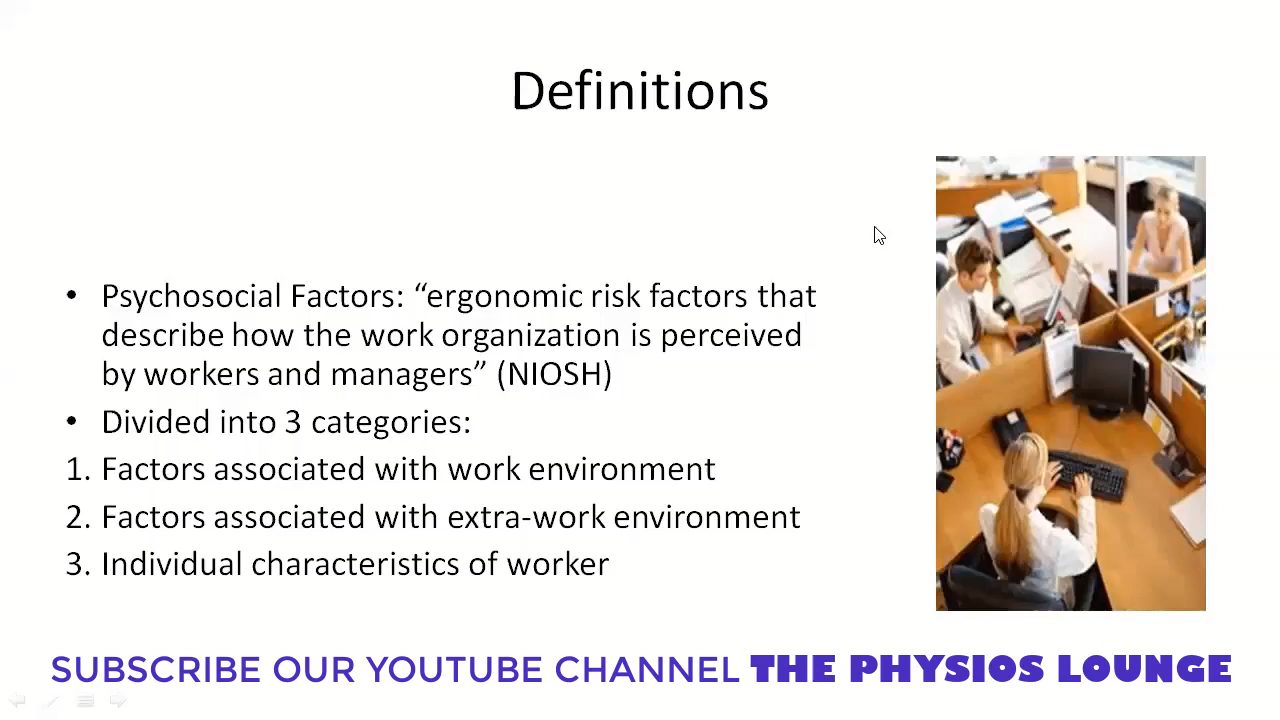 Definitions
• Psychosocial Factors: “ergonomic risk factors that
describe how the work organization is perceived
by workers and managers” (NIOSH)
• Divided into 3 categories:
1. Factors associated with work environment
2. Factors associated with extra-work environment
3. Individual characteristics of worker
SUBSCRIBE OUR YOUTUBE CHANNEL THE PHYSIOS LOUNGE